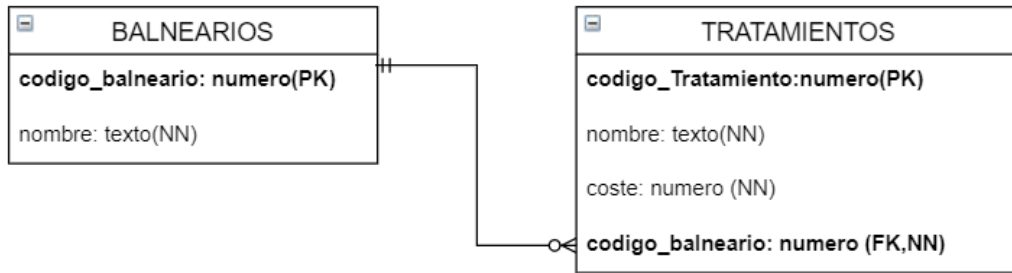 BALNEARIOS
codigo_balneario: numero(PK)
nombre: texto(NN)
TRATAMIENTOS
codigo_Tratamiento:numero(PK)
nombre: texto(NN)
coste: numero (NN)
codigo_balneario: numero (FK,NN)